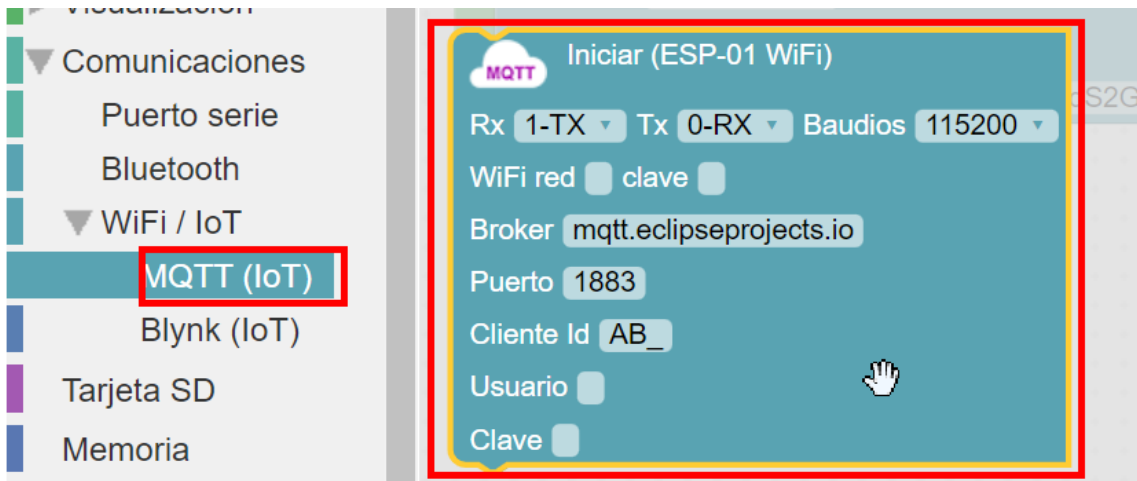 Visualización
Comunicaciones
Puerto serie
Bluetooth
WiFi / IoT
MQTT (IoT)
Blynk (IoT)
Tarjeta SD
Memoria
MQTT Iniciar (ESP-01 WiFi)
Rx 1-TX Tx 0-RX Baudios 115200
WiFi red clave
Broker mqtt.eclipseprojects.io
Puerto 1883
Cliente Id AB_
Usuario
Clave